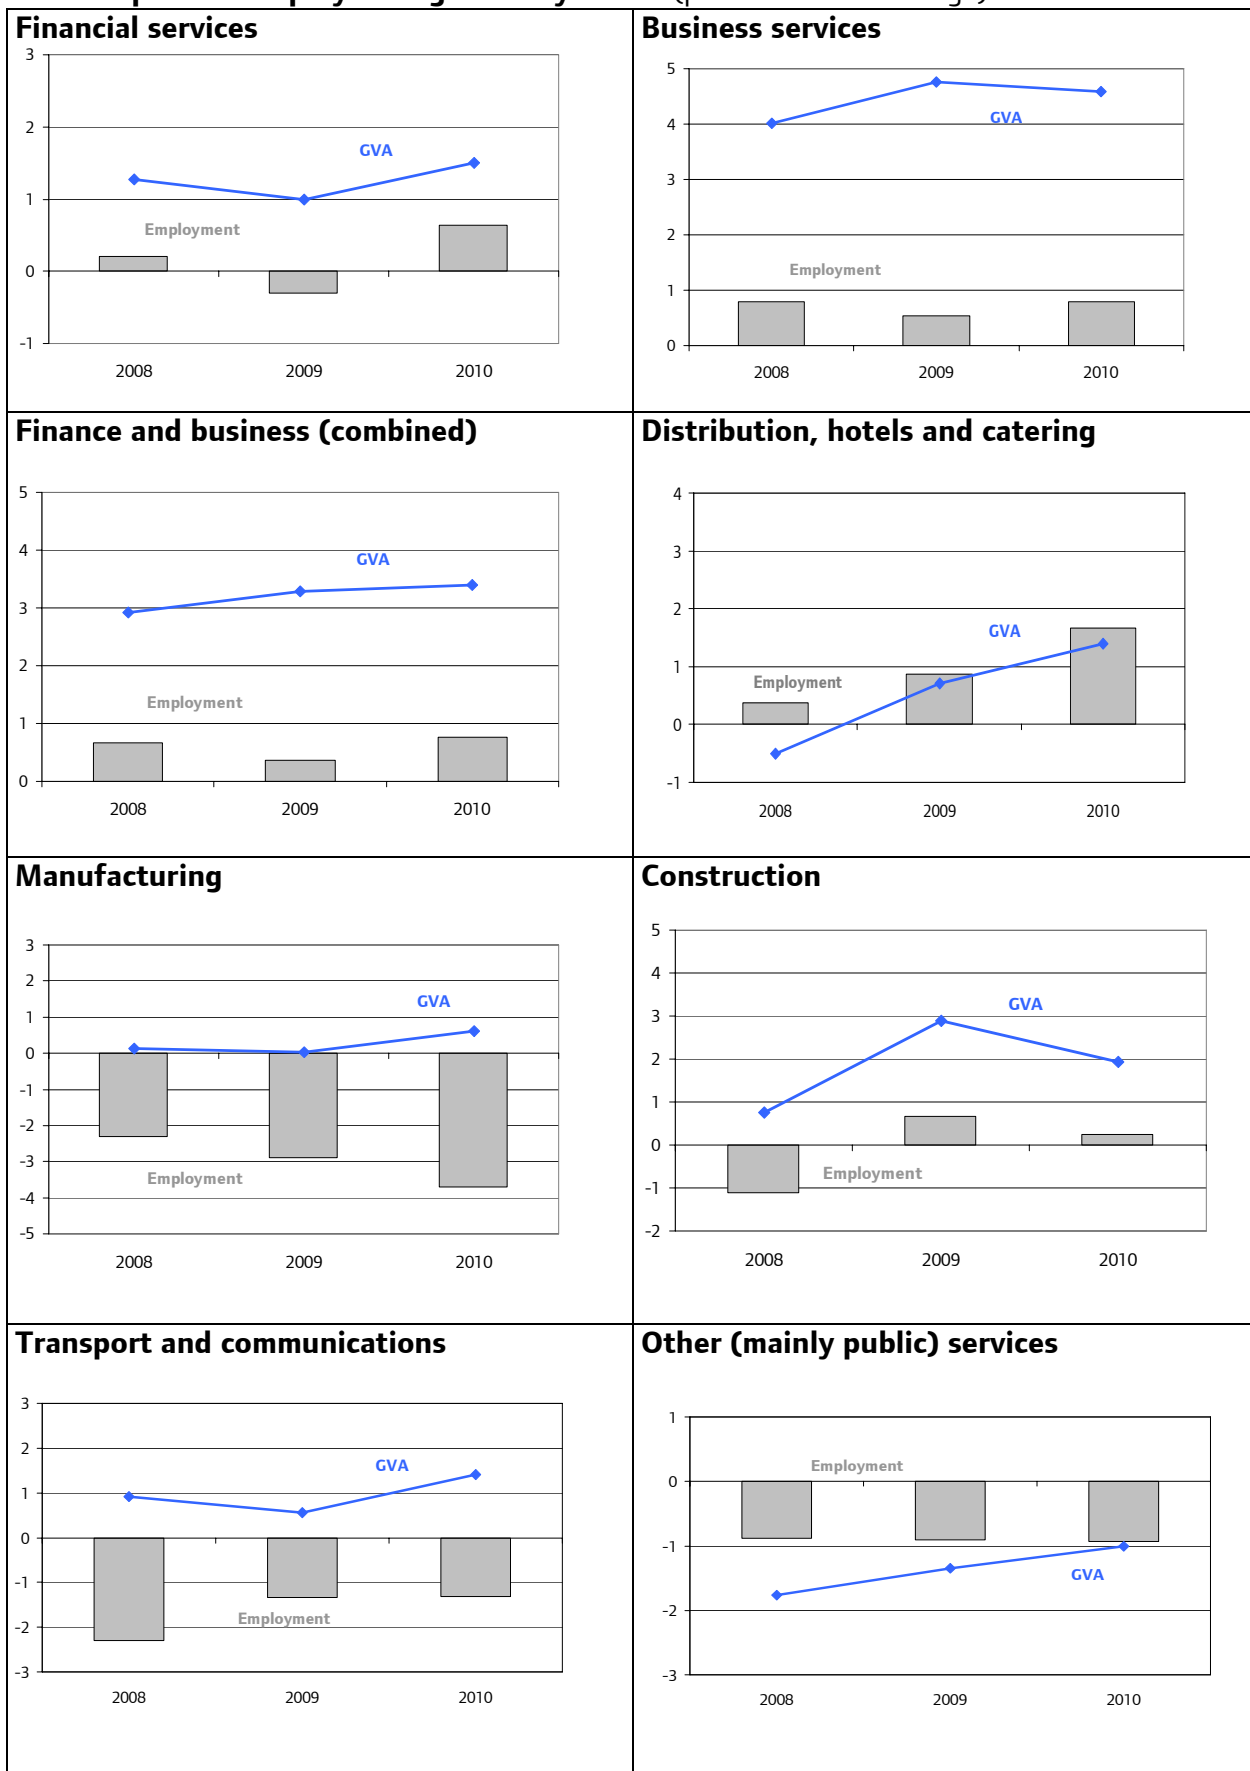 Financial services
3
2
1
0
-1
GVA
Employment
2008 2009 2010
Business services
5
4
3
2
1
0
GVA
Employment
2008 2009 2010
Finance and business (combined)
5
4
3
2
1
0
GVA
Employment
2008 2009 2010
Distribution, hotels and catering
4
3
2
1
0
-1
GVA
Employment
2008 2009 2010
Manufacturing
3
2
1
0
-1
-2
-3
-4
-5
GVA
Employment
2008 2009 2010
Construction
5
4
3
2
1
0
-1
-2
GVA
Employment
2008 2009 2010
Transport and communications
3
2
1
0
-1
-2
-3
GVA
Employment
2008 2009 2010
Other (mainly public) services
1
0
-1
-2
-3
Employment
GVA
2008 2009 2010